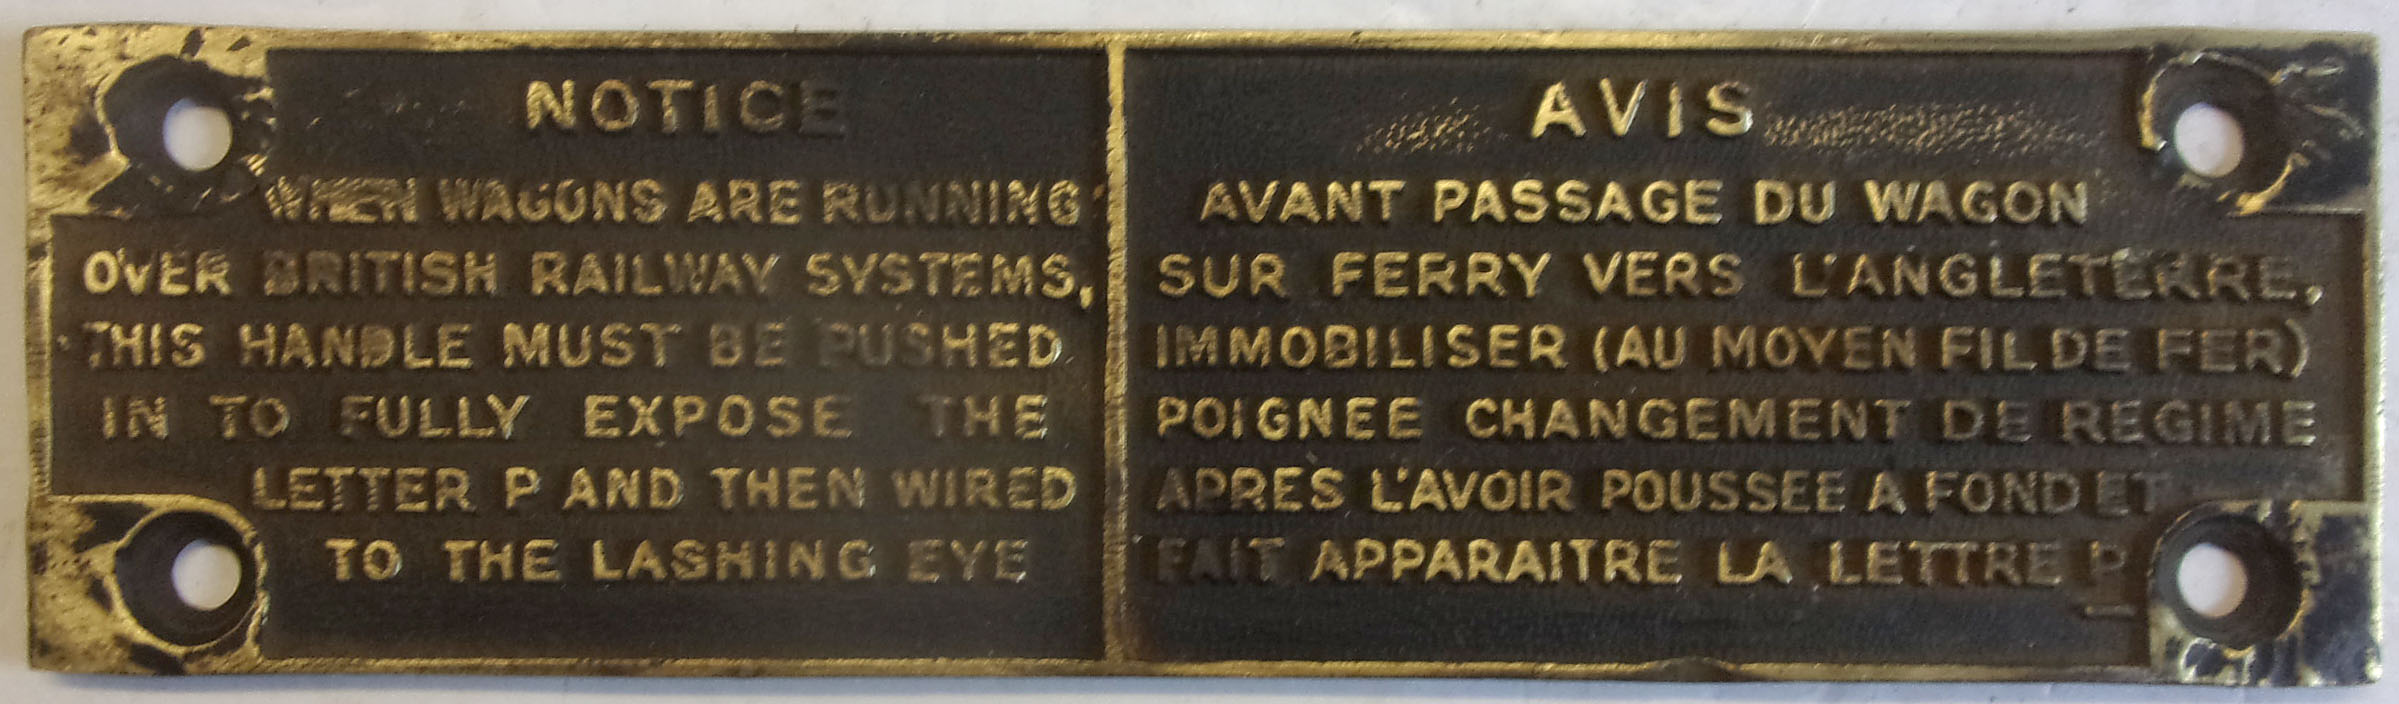 NOTICE
WHEN WAGONS ARE RUNNING
OVER BRITISH RAILWAY SYSTEMS,
THIS HANDLE MUST BE PUSHED
IN TO FULLY EXPOSE THE
LETTER P AND THEN WIRED
TO THE LASHING EYE
AVIS
AVANT PASSAGE DU WAGON
SUR FERRY VERS L'ANGLETERRE,
IMMOBILISER (AU MOYEN FIL DE FER)
POIGNEE CHANGEMENT DE REGIME
APRES L'AVOIR POUSSEE A FOND ET
FAIT APPARAITRE LA LETTRE P